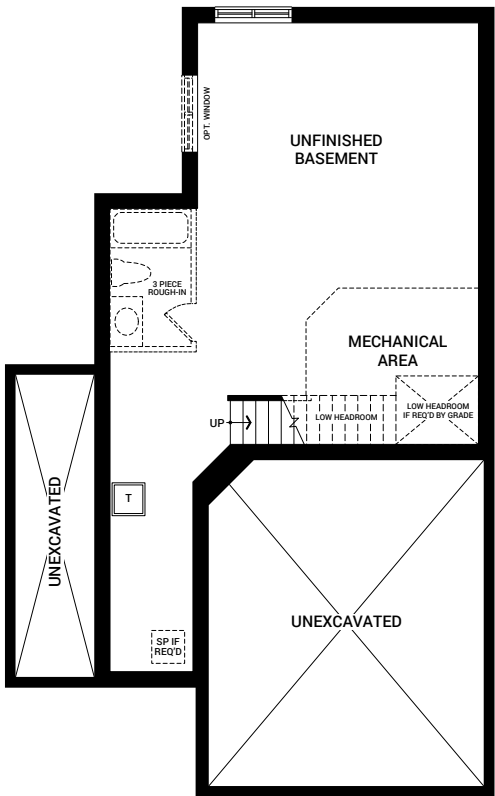 OPT. WINDOW
UNFINISHED
BASEMENT
3 PIECE
ROUGH-IN
MECHANICAL
AREA
LOW HEADROOM
IF REQ'D BY GRADE
LOW HEADROOM
UP
T
UNEXCAVATED
UNEXCAVATED
SP IF
REQ'D